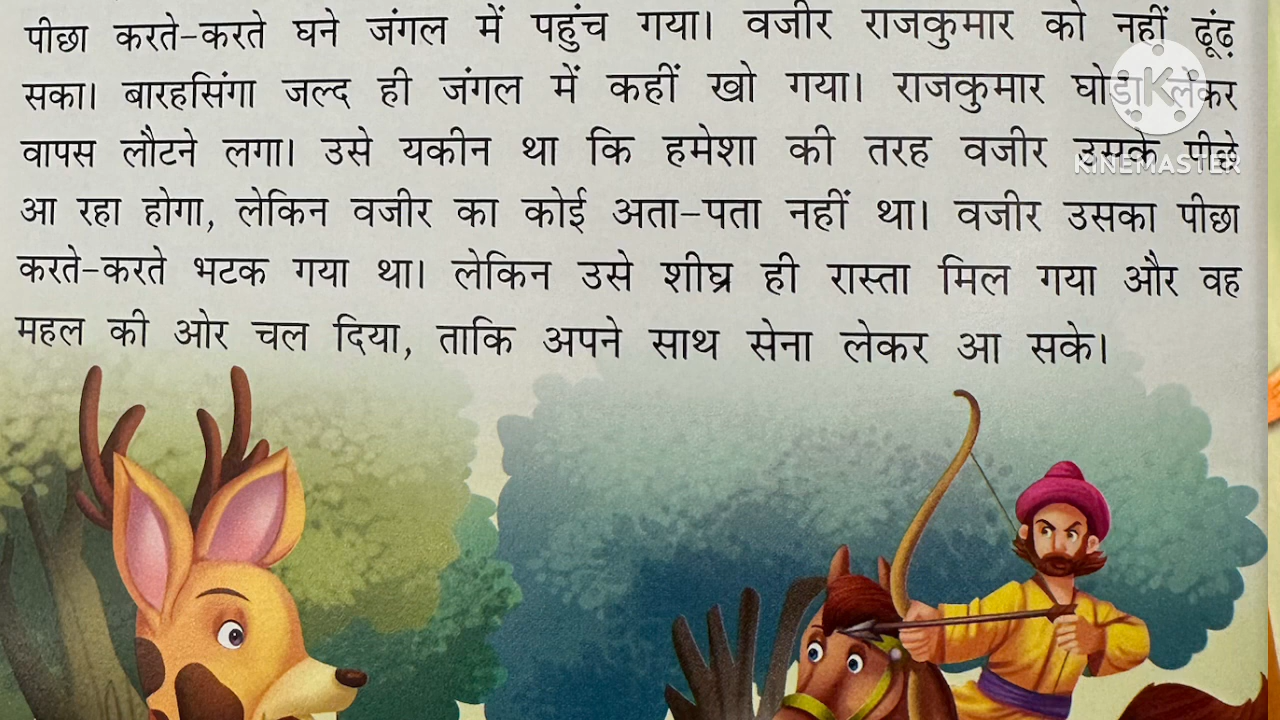 पीछा करते-करते घने जंगल में पहुंच गया। वजीर राजकुमार को नहीं ढूंढ़
सका। बारहसिंगा जल्द ही जंगल में कहीं खो गया। राजकुमार घोड़ा लेकर
वापस लौटने लगा। उसे यकीन था कि हमेशा की तरह वजीर उसके पीछे
आ रहा होगा, लेकिन वजीर का कोई अता-पता नहीं था। वजीर उसका पीछा
करते-करते भटक गया था। लेकिन उसे शीघ्र ही रास्ता मिल गया और वह
महल की ओर चल दिया, ताकि अपने साथ सेना लेकर आ सके।
K
KINEMASTER